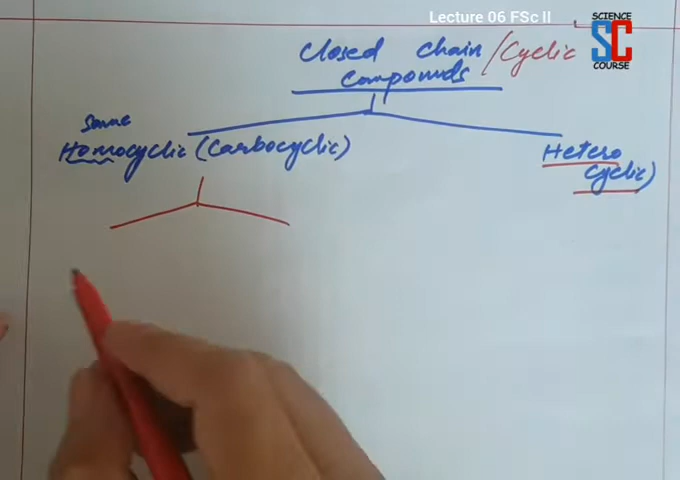 Lecture 06 FSc II
SCIENCE
SC
COURSE
Closed chain /Cyclic
Compounds
Same
Homocyclic (Carbocyclic)
Hetero
cyclic)